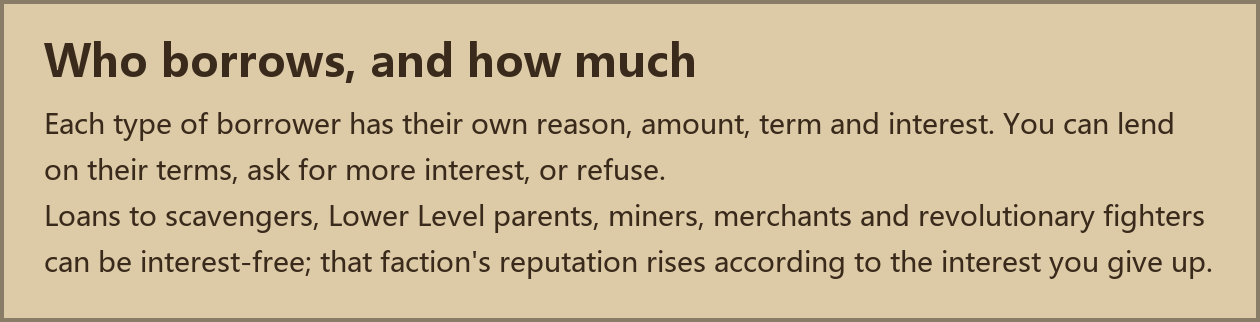 Who borrows, and how much
Each type of borrower has their own reason, amount, term and interest. You can lend
on their terms, ask for more interest, or refuse.
Loans to scavengers, Lower Level parents, miners, merchants and revolutionary fighters
can be interest-free; that faction's reputation rises according to the interest you give up.